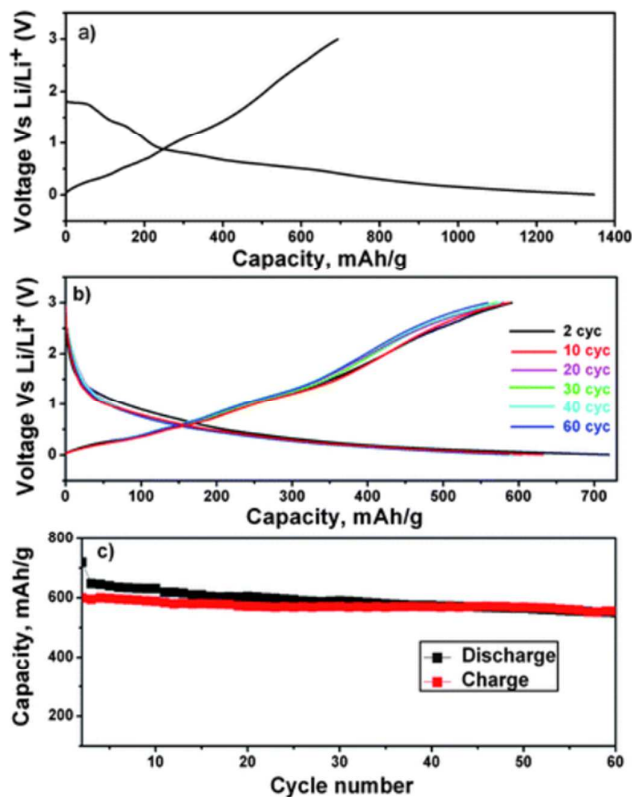 a)
Voltage Vs Li/Li⁺ (V)
3
2
1
0
0 200 400 600 800 1000 1200 1400
Capacity, mAh/g
b)
Voltage Vs Li/Li⁺ (V)
3
2
1
0
2 cyc
10 cyc
20 cyc
30 cyc
40 cyc
60 cyc
0 100 200 300 400 500 600 700
Capacity, mAh/g
c)
Capacity, mAh/g
800
600
400
200
Discharge
Charge
10 20 30 40 50 60
Cycle number